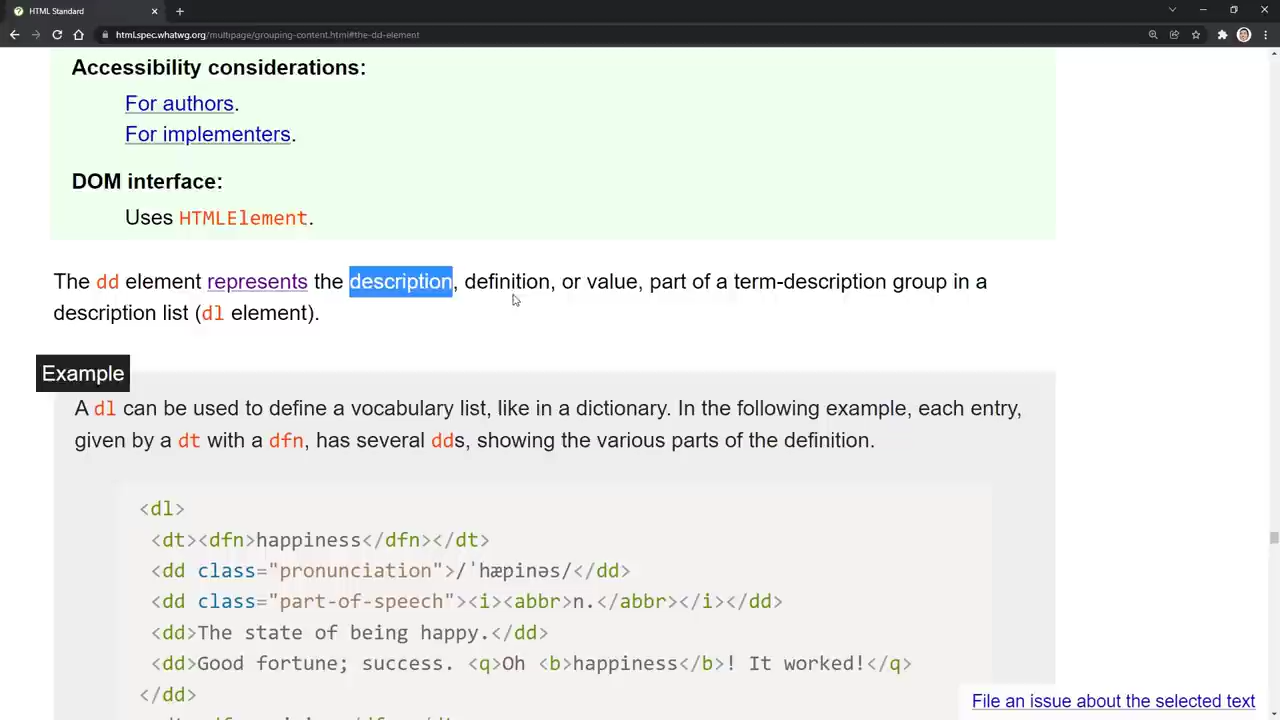 HTML Standard
html.spec.whatwg.org/multipage/grouping-content.html#the-dd-element
Accessibility considerations:
For authors.
For implementers.
DOM interface:
Uses HTMLElement.
The dd element represents the description, definition, or value, part of a term-description group in a
description list (dl element).
Example
A dl can be used to define a vocabulary list, like in a dictionary. In the following example, each entry,
given by a dt with a dfn, has several dds, showing the various parts of the definition.
<dl>
<dt><dfn>happiness</dfn></dt>
<dd class="pronunciation">/ˈhæpinəs/</dd>
<dd class="part-of-speech"><i><abbr>n.</abbr></i></dd>
<dd>The state of being happy.</dd>
<dd>Good fortune; success. <q>Oh <b>happiness</b>! It worked!</q>
</dd>
File an issue about the selected text